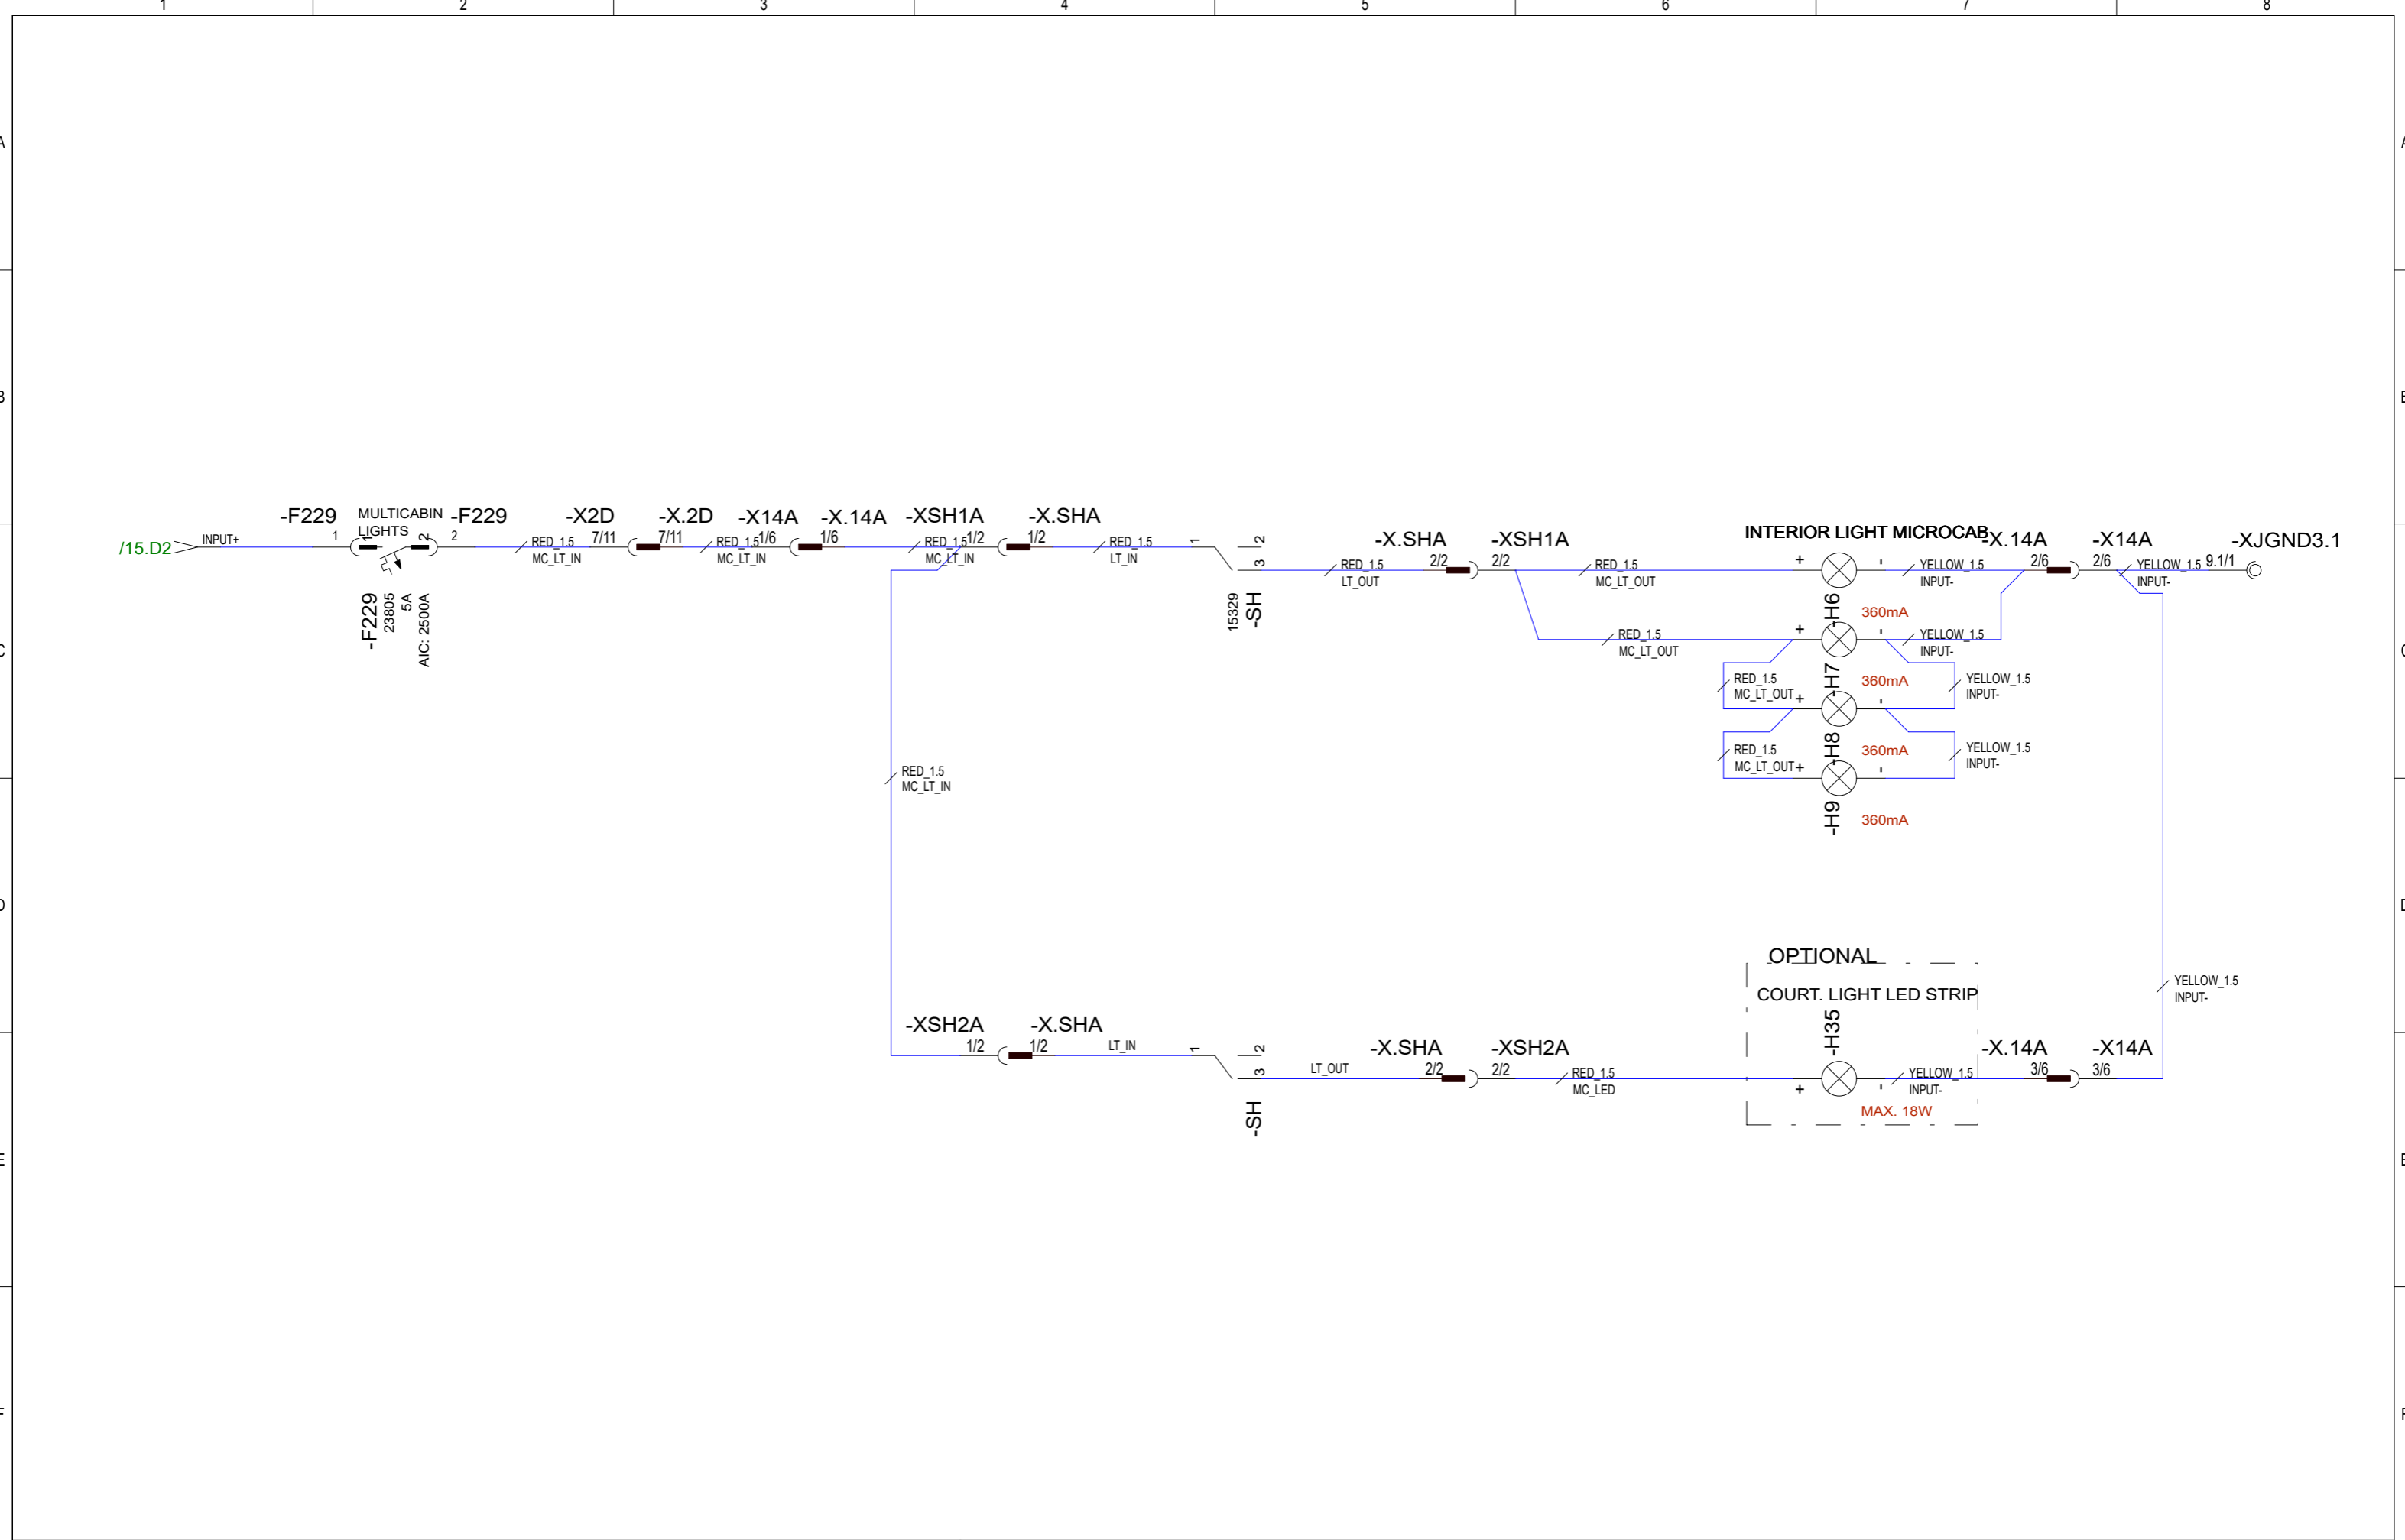 1 2 3 4 5 6 7 8
A
B
C
D
E
F
-F229 MULTICABIN LIGHTS -F229 -X2D -X.2D -X14A -X.14A -XSH1A -X.SHA
/15.D2 INPUT+ 1 1 2 2 RED_1.5 7/11 7/11 RED_1.5 1/6 1/6 RED_1.5 1/2 1/2 RED_1.5 1 2
MC_LT_IN MC_LT_IN MC_LT_IN LT_IN 3
-F229
23805
5A
AIC: 2500A
15329
-SH
-X.SHA -XSH1A
RED_1.5 2/2 2/2 RED_1.5
LT_OUT MC_LT_OUT
RED_1.5
MC_LT_OUT
INTERIOR LIGHT MICROCAB
-X.14A -X14A -XJGND3.1
+ - YELLOW_1.5 2/6 2/6 YELLOW_1.5 9.1/1
INPUT- INPUT-
-H6 360mA
+ - YELLOW_1.5
INPUT-
-H7 360mA
RED_1.5 YELLOW_1.5
MC_LT_OUT + - INPUT-
-H8 360mA
RED_1.5 YELLOW_1.5
MC_LT_OUT + - INPUT-
-H9 360mA
RED_1.5
MC_LT_IN
OPTIONAL
COURT. LIGHT LED STRIP
YELLOW_1.5
INPUT-
-XSH2A -X.SHA
1/2 1/2 LT_IN 1 2
3
-SH
-X.SHA -XSH2A
LT_OUT 2/2 2/2 RED_1.5
MC_LED
-H35
-X.14A -X14A
+ - YELLOW_1.5 3/6 3/6
INPUT-
MAX. 18W
A
B
C
D
E
F